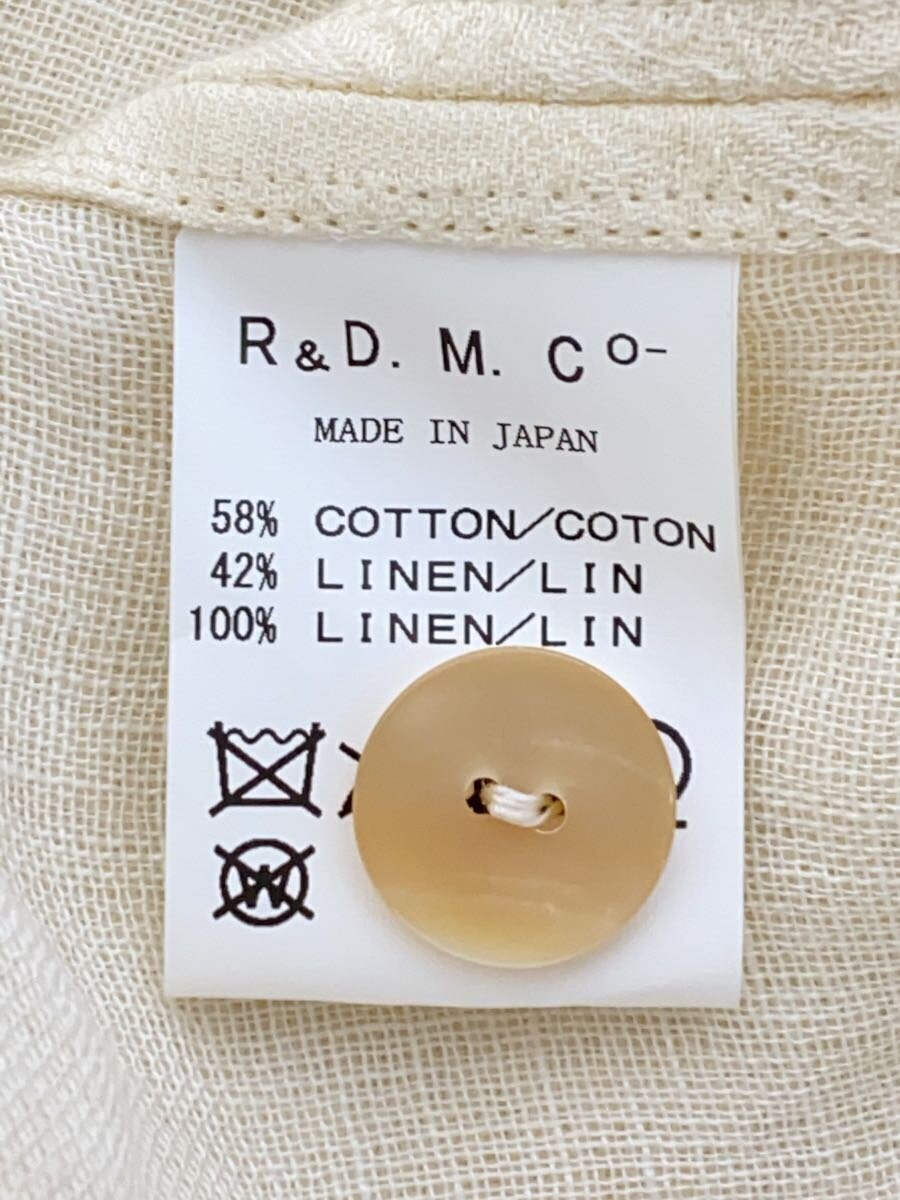 R & D. M. Co-
MADE IN JAPAN
58% COTTON/COTON
42% LINEN/LIN
100% LINEN/LIN
W